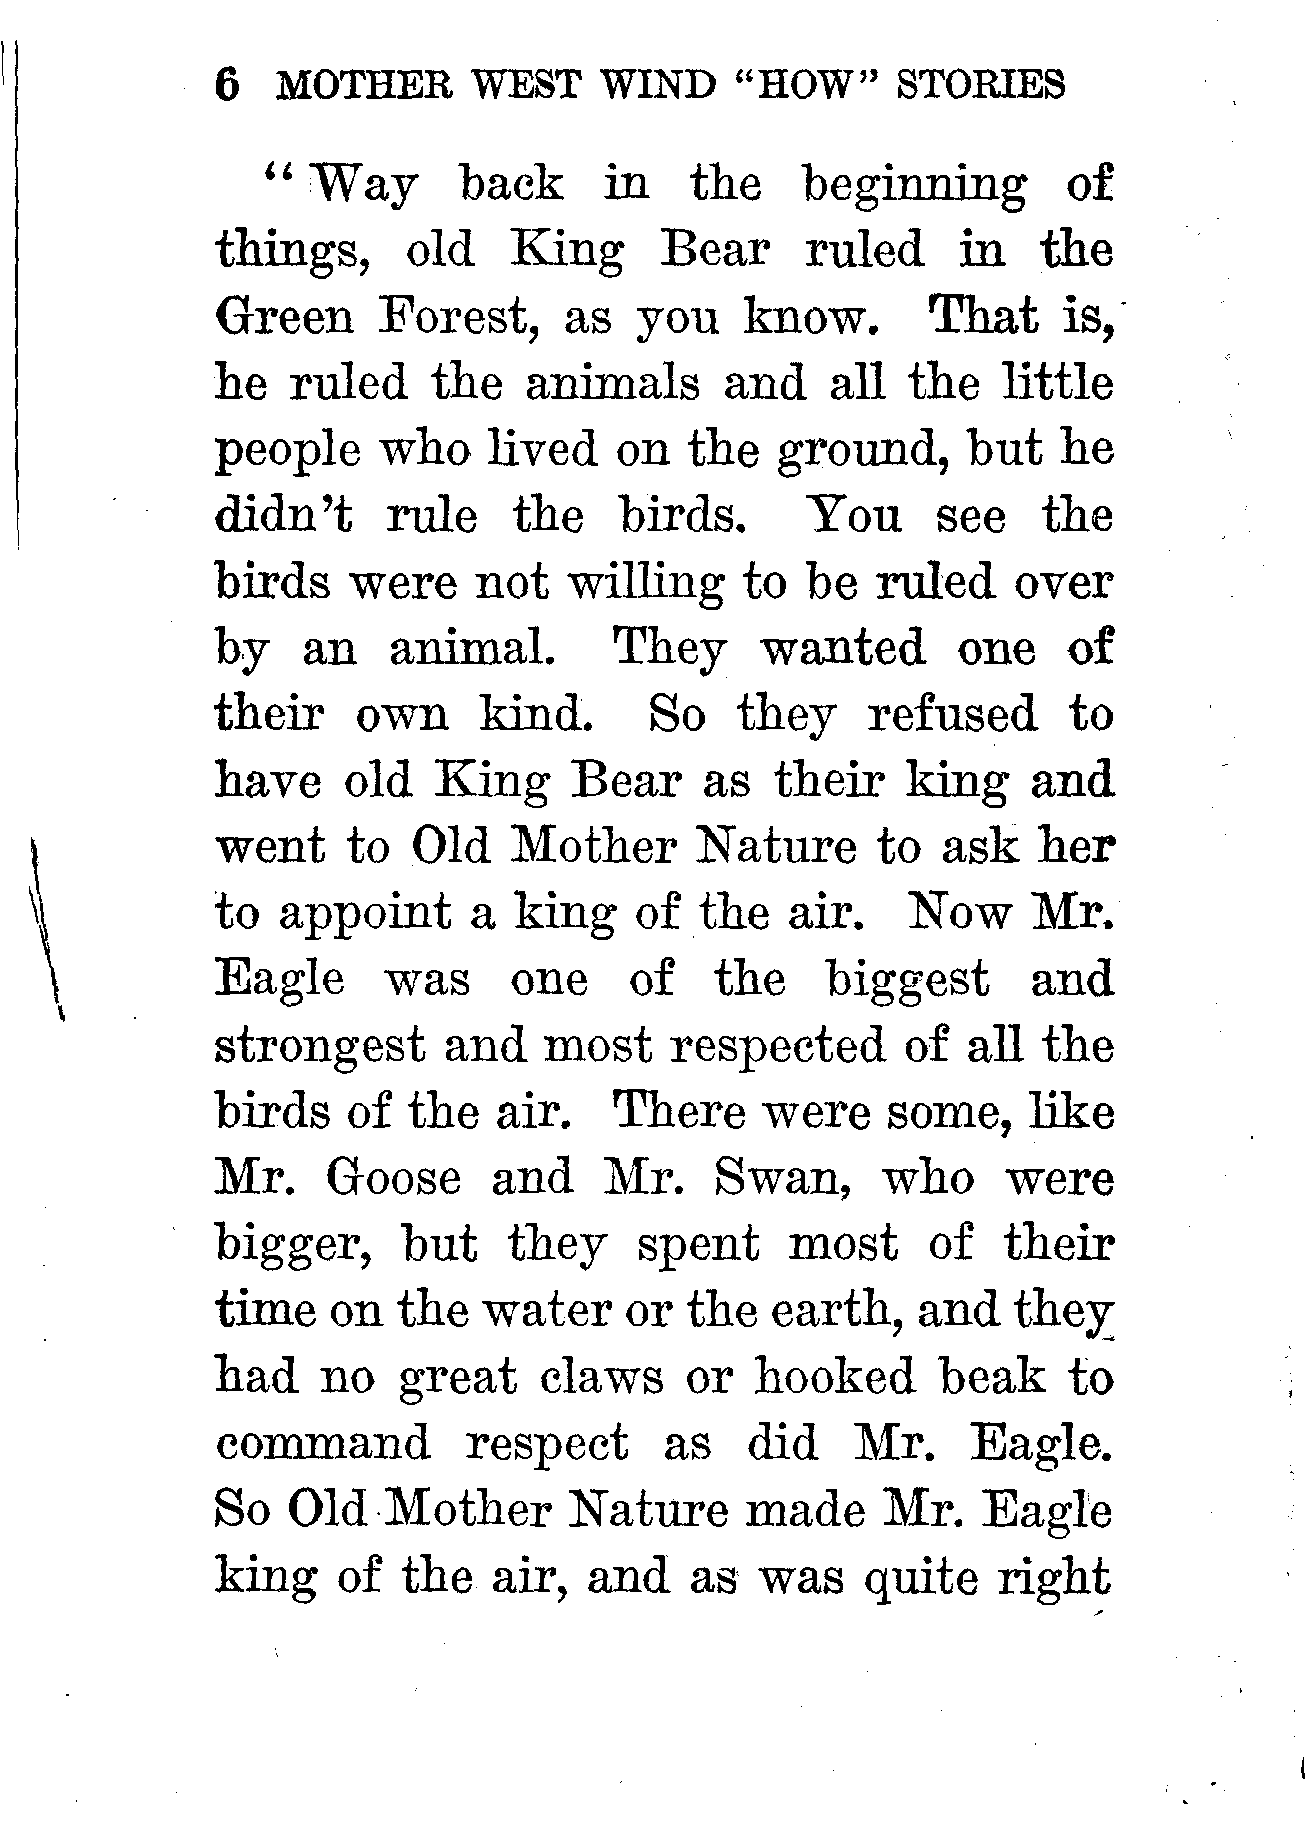 6 MOTHER WEST WIND "HOW" STORIES
"Way back in the beginning of
things, old King Bear ruled in the
Green Forest, as you know. That is,
he ruled the animals and all the little
people who lived on the ground, but he
didn't rule the birds. You see the
birds were not willing to be ruled over
by an animal. They wanted one of
their own kind. So they refused to
have old King Bear as their king and
went to Old Mother Nature to ask her
to appoint a king of the air. Now Mr.
Eagle was one of the biggest and
strongest and most respected of all the
birds of the air. There were some, like
Mr. Goose and Mr. Swan, who were
bigger, but they spent most of their
time on the water or the earth, and they
had no great claws or hooked beak to
command respect as did Mr. Eagle.
So Old Mother Nature made Mr. Eagle
king of the air, and as was quite right